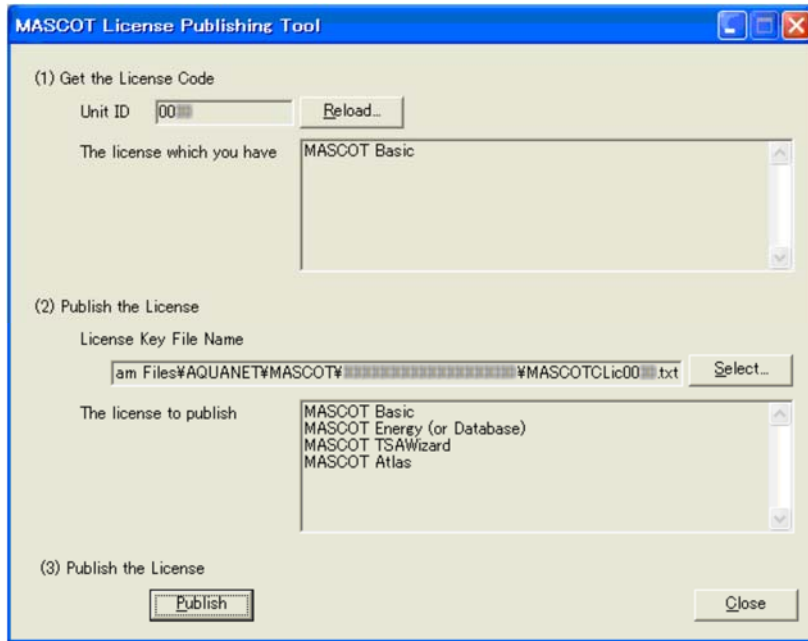 MASCOT License Publishing Tool
(1) Get the License Code
Unit ID 00
Reload...
The license which you have
MASCOT Basic
(2) Publish the License
License Key File Name
am Files¥AQUANET¥MASCOT¥ ¥MASCOTCLic00 .txt
Select...
The license to publish
MASCOT Basic
MASCOT Energy (or Database)
MASCOT TSAWizard
MASCOT Atlas
(3) Publish the License
Publish
Close